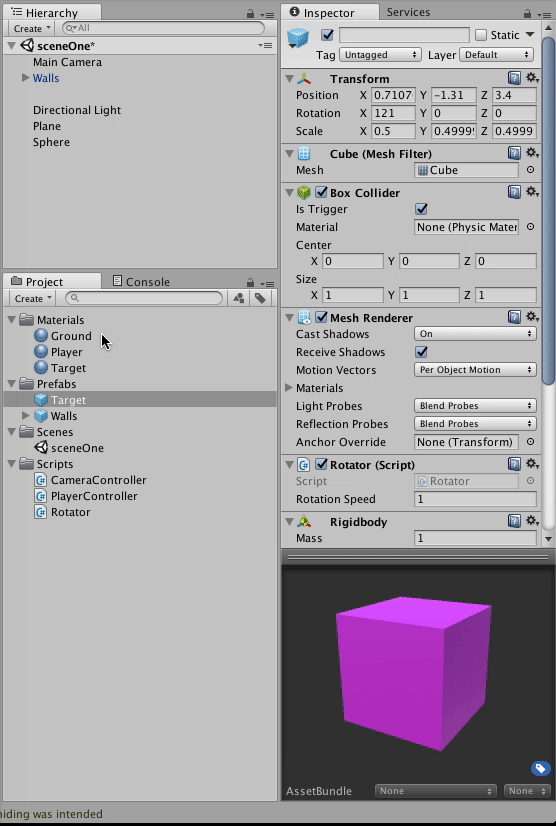 Hierarchy
Create
All
sceneOne*
Main Camera
Walls
Directional Light
Plane
Sphere
Project
Console
Create
Materials
Ground
Player
Target
Prefabs
Target
Walls
Scenes
sceneOne
Scripts
CameraController
PlayerController
Rotator
Inspector
Services
Static
Tag Untagged Layer Default
Transform
Position X 0.7107 Y -1.31 Z 3.4
Rotation X 121 Y 0 Z 0
Scale X 0.5 Y 0.4999 Z 0.4999
Cube (Mesh Filter)
Mesh Cube
Box Collider
Is Trigger
Material None (Physic Mater
Center
X 0 Y 0 Z 0
Size
X 1 Y 1 Z 1
Mesh Renderer
Cast Shadows On
Receive Shadows
Motion Vectors Per Object Motion
Materials
Light Probes Blend Probes
Reflection Probes Blend Probes
Anchor Override None (Transform)
Rotator (Script)
Script Rotator
Rotation Speed 1
Rigidbody
Mass 1
AssetBundle None None
hiding was intended